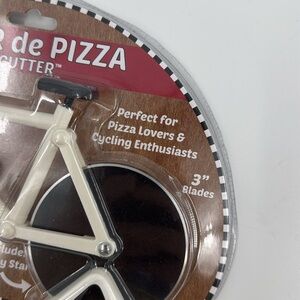 R de PIZZA
CUTTER™
Perfect for
Pizza Lovers &
Cycling Enthusiasts
3"
Blades